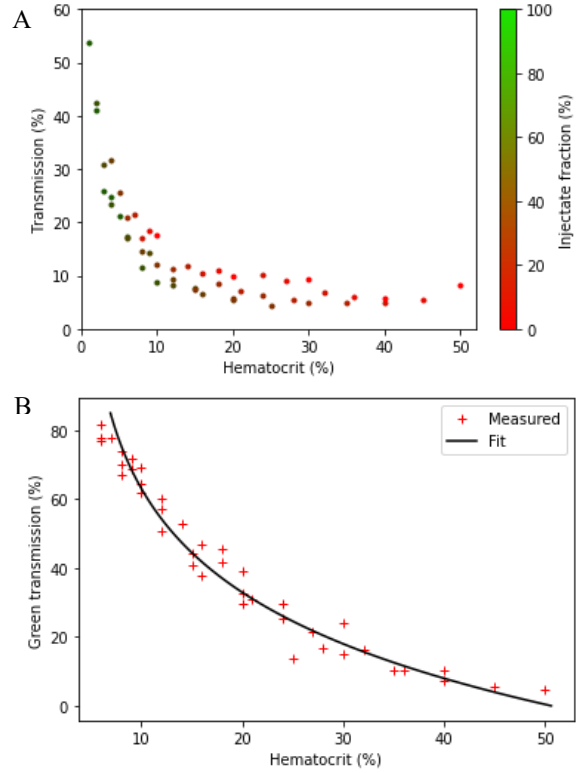 A
60
50
40
30
20
10
0
Transmission (%)
0 10 20 30 40 50
Hematocrit (%)
100
80
60
40
20
0
Injectate fraction (%)
B
80
60
40
20
0
Green transmission (%)
Measured
Fit
10 20 30 40 50
Hematocrit (%)